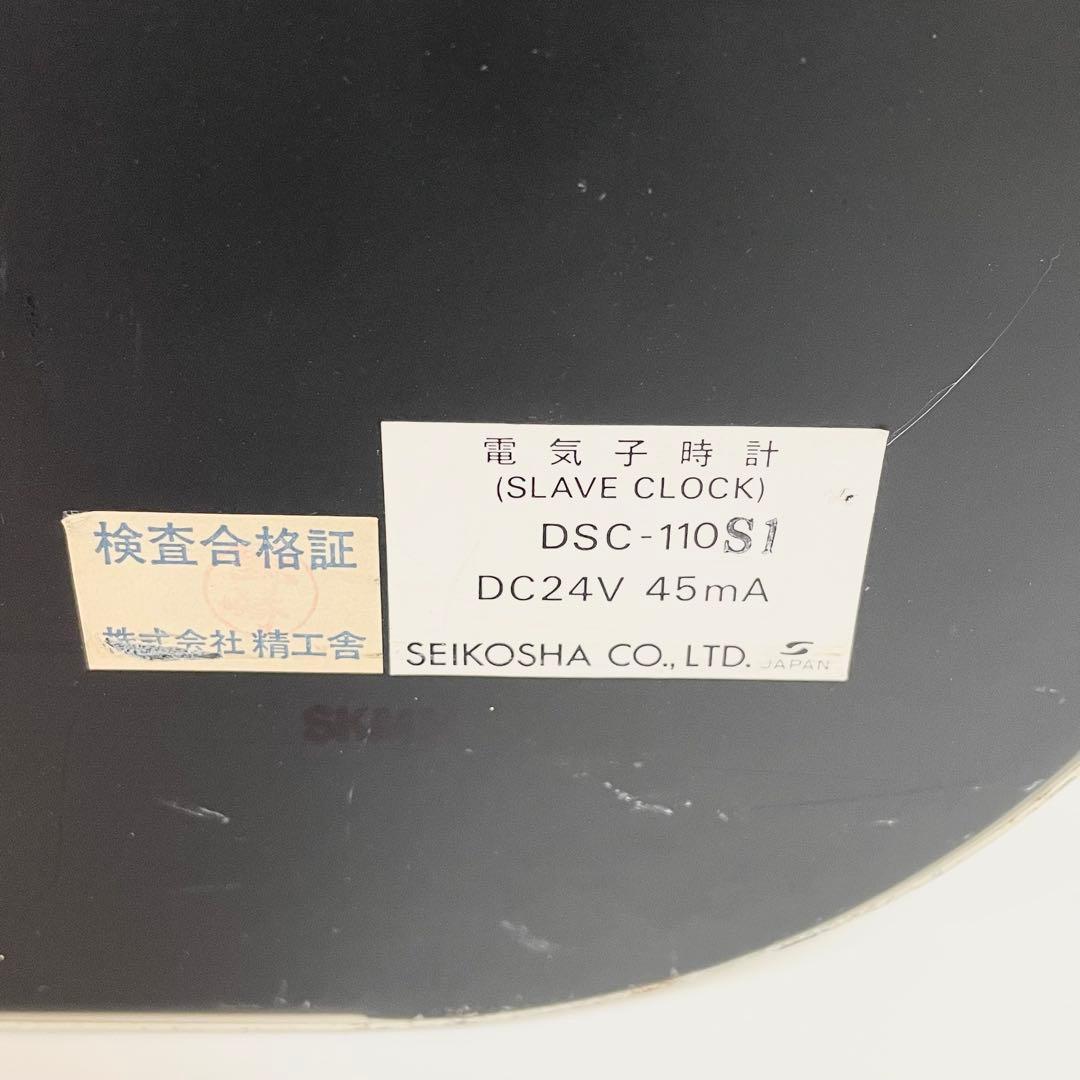 電気子時計
(SLAVE CLOCK)
DSC-110S1
DC24V 45mA
SEIKOSHA CO., LTD.
JAPAN
検査合格証
株式会社 精工舎